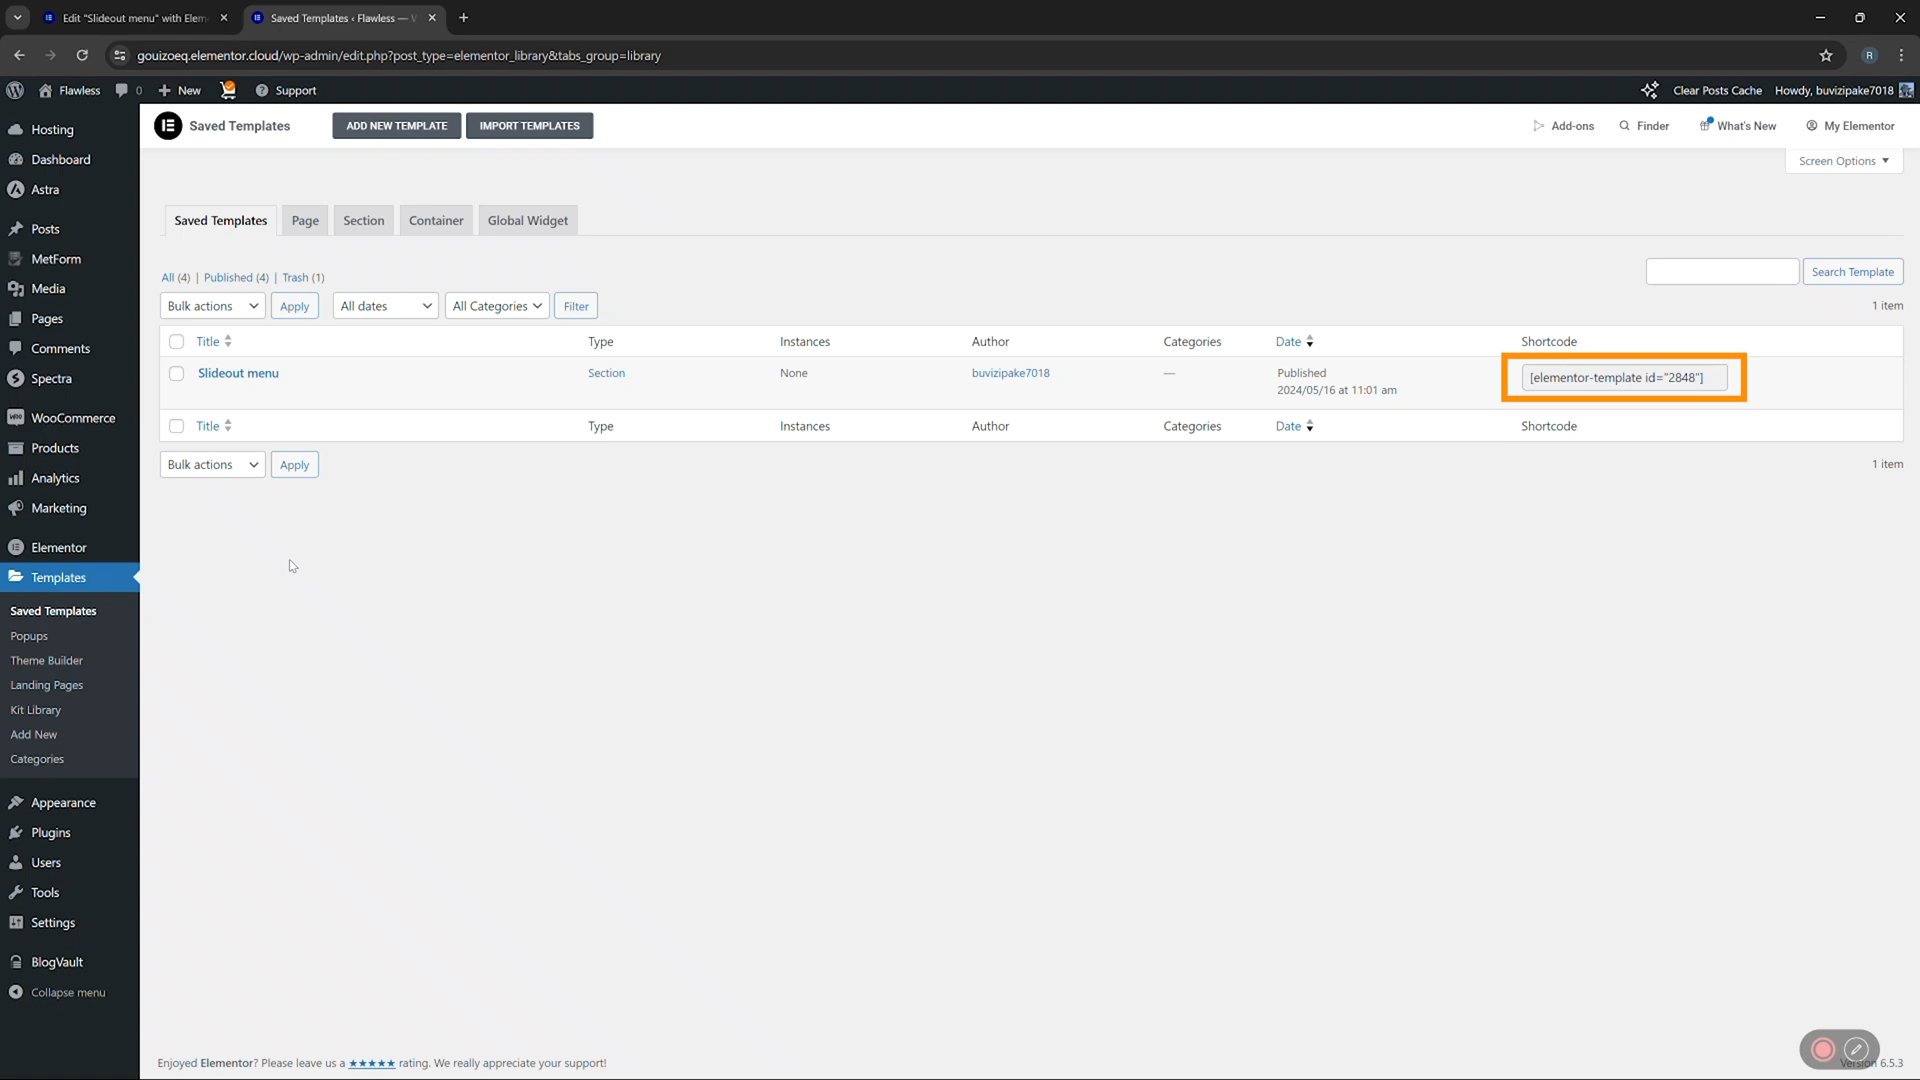 Edit "Slideout menu" with Elem
Saved Templates ‹ Flawless — W
gouizoeq.elementor.cloud/wp-admin/edit.php?post_type=elementor_library&tabs_group=library
R
Flawless
0
New
Support
Clear Posts Cache
Howdy, buvizipake7018
Saved Templates
ADD NEW TEMPLATE
IMPORT TEMPLATES
Add-ons
Finder
What's New
My Elementor
Screen Options
Hosting
Dashboard
Astra
Posts
MetForm
Media
Pages
Comments
Spectra
WooCommerce
Products
Analytics
Marketing
Elementor
Templates
Saved Templates
Popups
Theme Builder
Landing Pages
Kit Library
Add New
Categories
Appearance
Plugins
Users
Tools
Settings
BlogVault
Collapse menu
Saved Templates
Page
Section
Container
Global Widget
All (4) | Published (4) | Trash (1)
Search Template
Bulk actions
Apply
All dates
All Categories
Filter
1 item
Title
Type
Instances
Author
Categories
Date
Shortcode
Slideout menu
Section
None
buvizipake7018
—
Published
2024/05/16 at 11:01 am
[elementor-template id="2848"]
Title
Type
Instances
Author
Categories
Date
Shortcode
Bulk actions
Apply
1 item
Enjoyed Elementor? Please leave us a ★★★★★ rating. We really appreciate your support!
Version 6.5.3